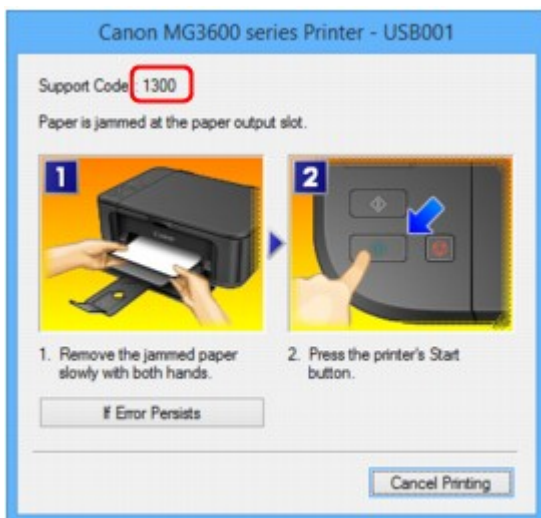 Canon MG3600 series Printer - USB001
Support Code : 1300
Paper is jammed at the paper output slot.
1
2
1. Remove the jammed paper
slowly with both hands.
2. Press the printer's Start
button.
If Error Persists
Cancel Printing